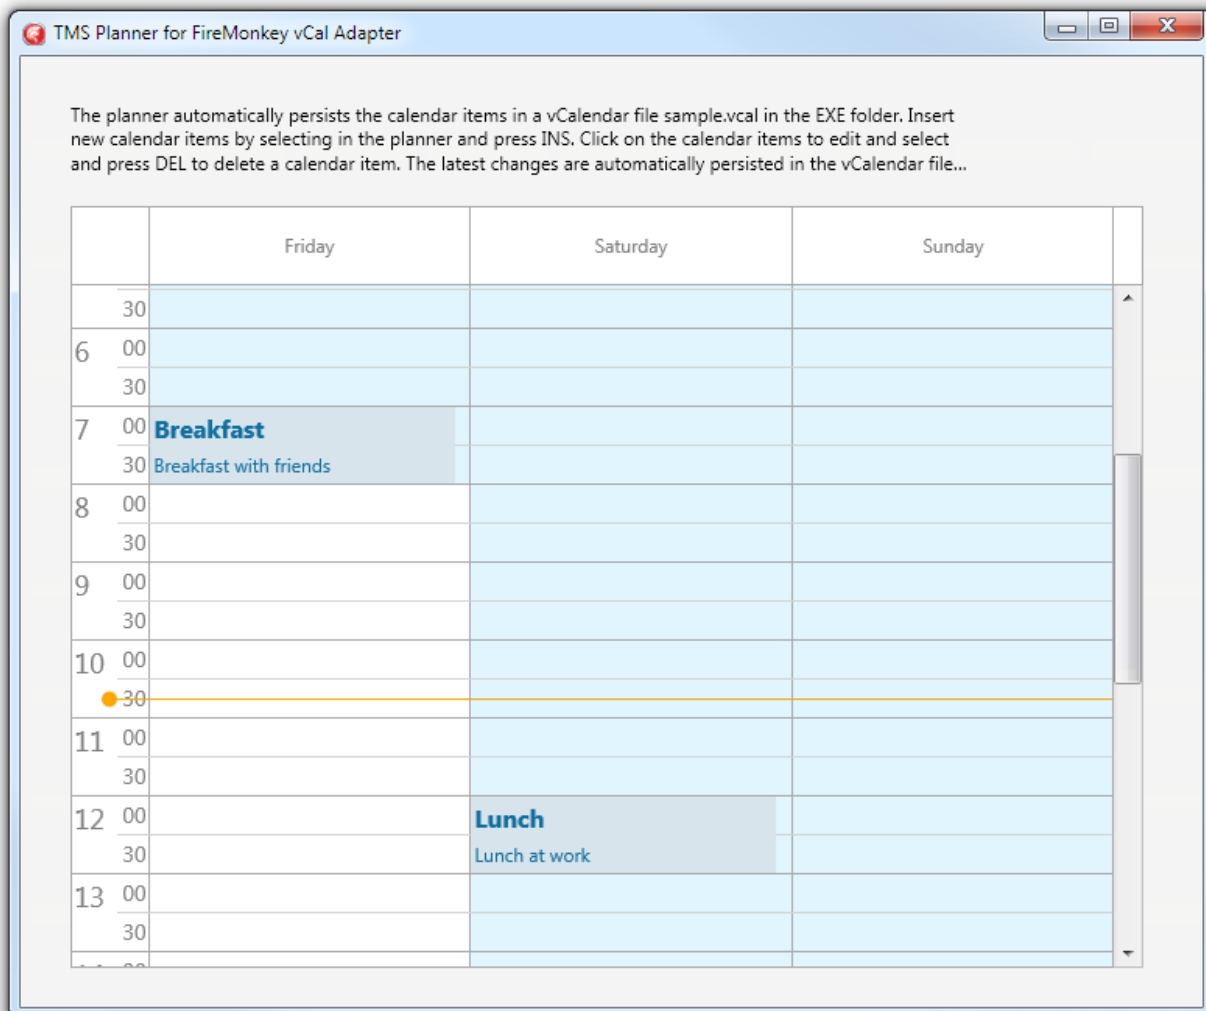 TMS Planner for FireMonkey vCal Adapter
The planner automatically persists the calendar items in a vCalendar file sample.vcal in the EXE folder. Insert
new calendar items by selecting in the planner and press INS. Click on the calendar items to edit and select
and press DEL to delete a calendar item. The latest changes are automatically persisted in the vCalendar file...
Friday Saturday Sunday
30
6 00
30
7 00 Breakfast
30 Breakfast with friends
8 00
30
9 00
30
10 00
30
11 00
30
12 00 Lunch
30 Lunch at work
13 00
30